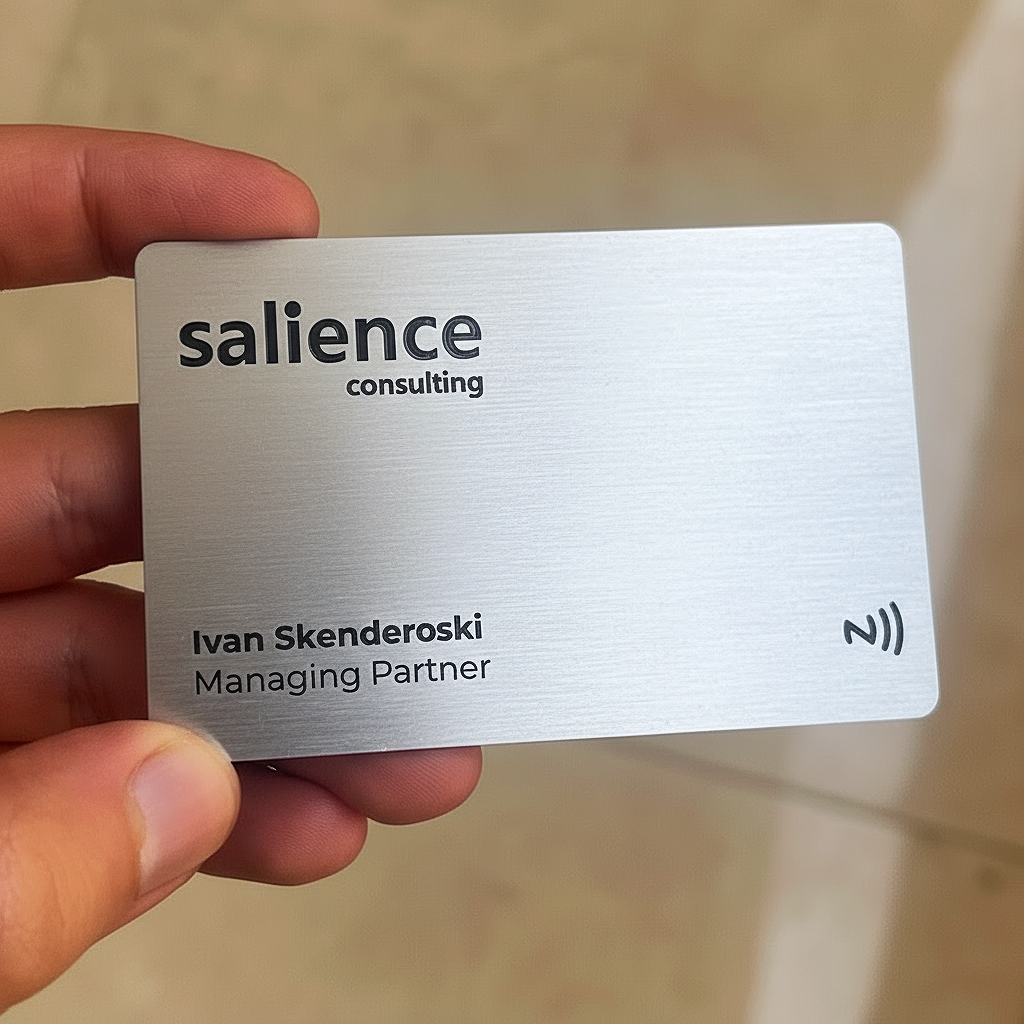 salience
consulting
Ivan Skenderoski
Managing Partner